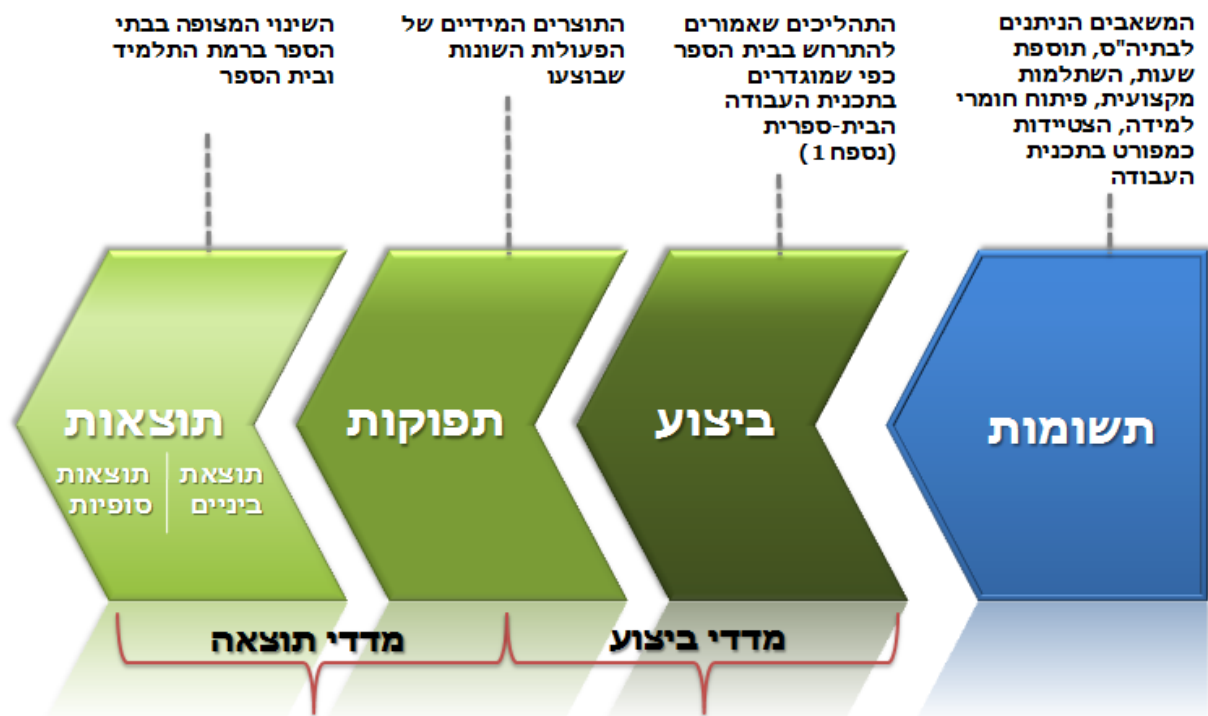 המשאבים הניתנים
לבתיה"ס, תוספת
שעות, השתלמות
מקצועית, פיתוח חומרי
למידה, הצטיידות
כמפורט בתכנית
העבודה
התהליכים שאמורים
להתרחש בבית הספר
כפי שמוגדרים
בתכנית העבודה
הבית-ספרית
(נספח 1)
התוצרים המידיים של
הפעולות השונות
שבוצעו
השינוי המצופה בבתי
הספר ברמת התלמיד
ובית הספר
תשומות
ביצוע
תפוקות
תוצאות
תוצאת
ביניים
תוצאות
סופיות
מדדי ביצוע
מדדי תוצאה